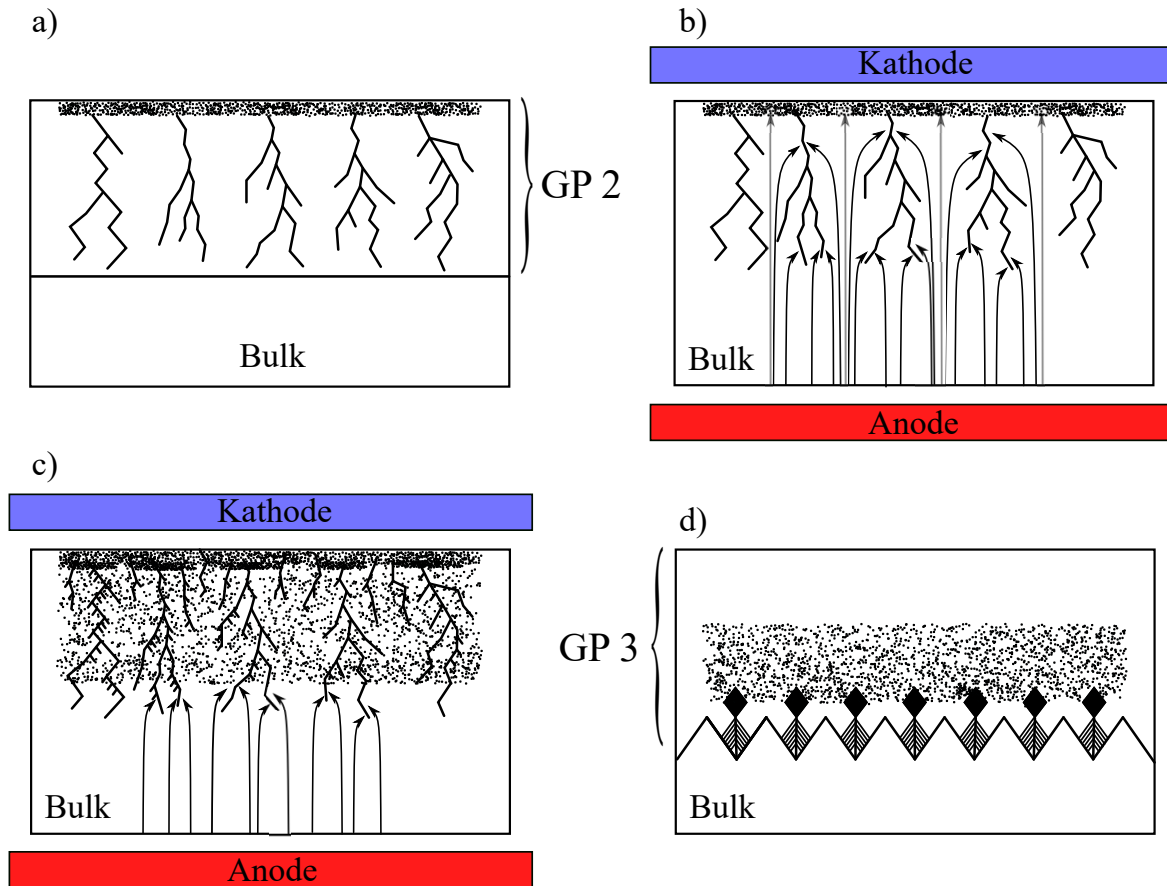 a)
GP 2
Bulk
b)
Kathode
Bulk
Anode
c)
Kathode
Bulk
Anode
d)
GP 3
Bulk